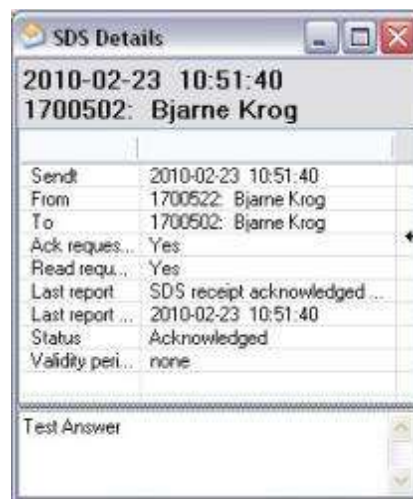 SDS Details
2010-02-23 10:51:40
1700502: Bjarne Krog
Sendt 2010-02-23 10:51:40
From 1700522: Bjarne Krog
To 1700502: Bjarne Krog
Ack reques... Yes
Read requ... Yes
Last report SDS receipt acknowledged ...
Last report ... 2010-02-23 10:51:40
Status Acknowledged
Validity peri... none
Test Answer